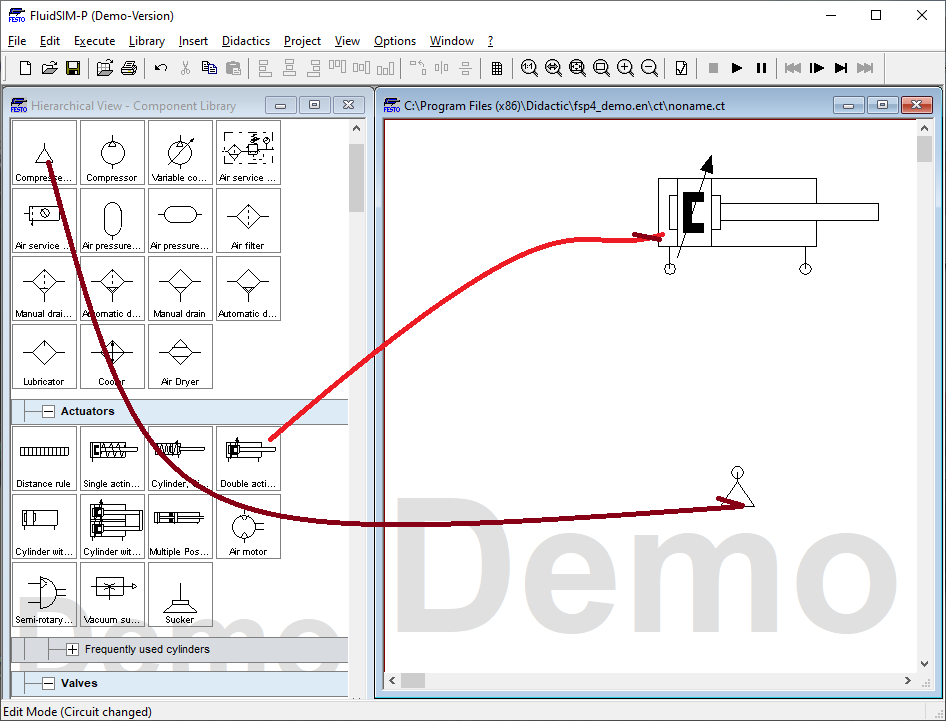 FluidSIM-P (Demo-Version)
File Edit Execute Library Insert Didactics Project View Options Window ?
FESTO Hierarchical View - Component Library
FESTO C:\Program Files (x86)\Didactic\fsp4_demo.en\ct\noname.ct
Compresse... Compressor Variable co... Air service ...
Air service ... Air pressure... Air pressure... Air filter
Manual drai... Automatic d... Manual drain Automatic d...
Lubricator Cooler Air Dryer
Actuators
Distance rule Single actin... Cylinder, Double acti...
Cylinder wit... Cylinder wit... Multiple Pos... Air motor
Semi-rotary... Vacuum su... Sucker
Frequently used cylinders
Valves
Demo
Demo
Edit Mode (Circuit changed)